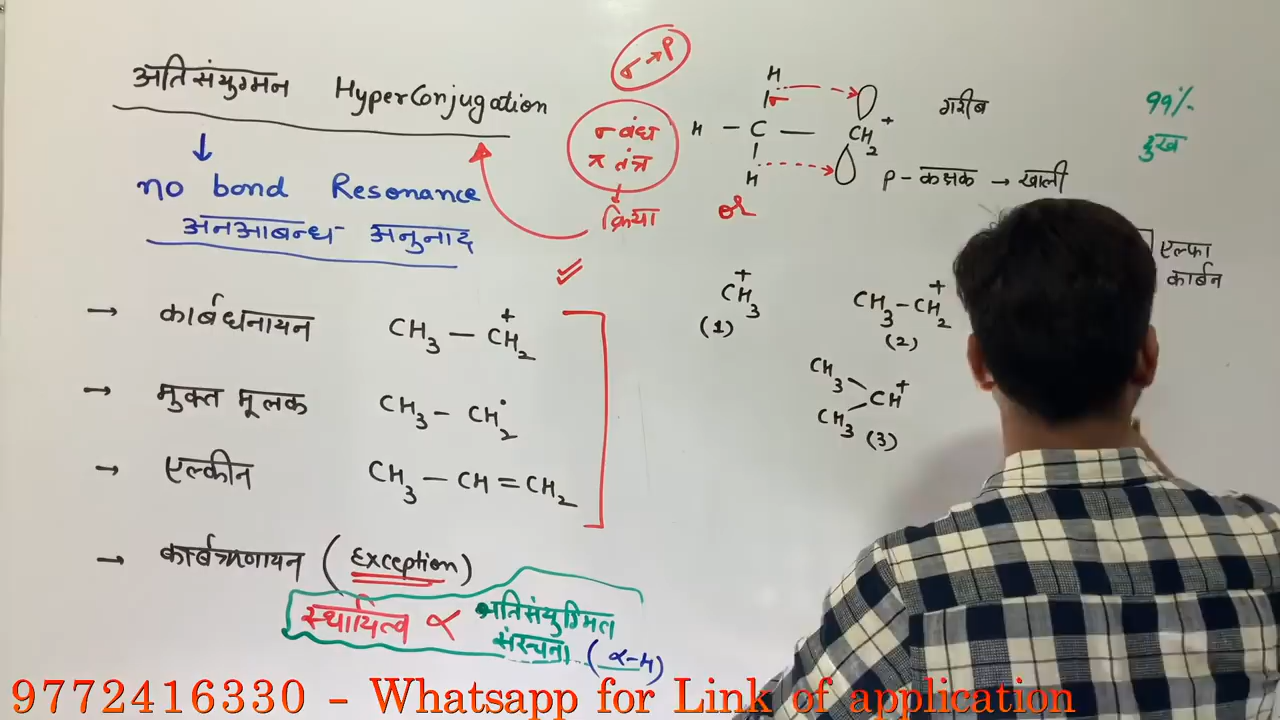 अतिसंयुग्मन HyperConjugation
no bond Resonance
अनआबन्ध अनुनाद
→ कार्बधनायन CH₃ — CH₂⁺
→ मुक्त मूलक CH₃ — CH₂•
→ एल्कीन CH₃ — CH = CH₂
→ कार्बऋणायन (Exception)
स्थायित्व ∝ अतिसंयुग्मित
संरचना (α-H)
σ → P
σ बंध
π तंत्र
↓
क्रिया
H
σ
H — C — CH₂⁺
H
गरीब
P - कक्षक → खाली
or
99%
दुख
एल्फा
कार्बन
CH₃⁺
(1)
CH₃ — CH₂⁺
(2)
CH₃
CH⁺
CH₃ (3)
9772416330 - Whatsapp for Link of application